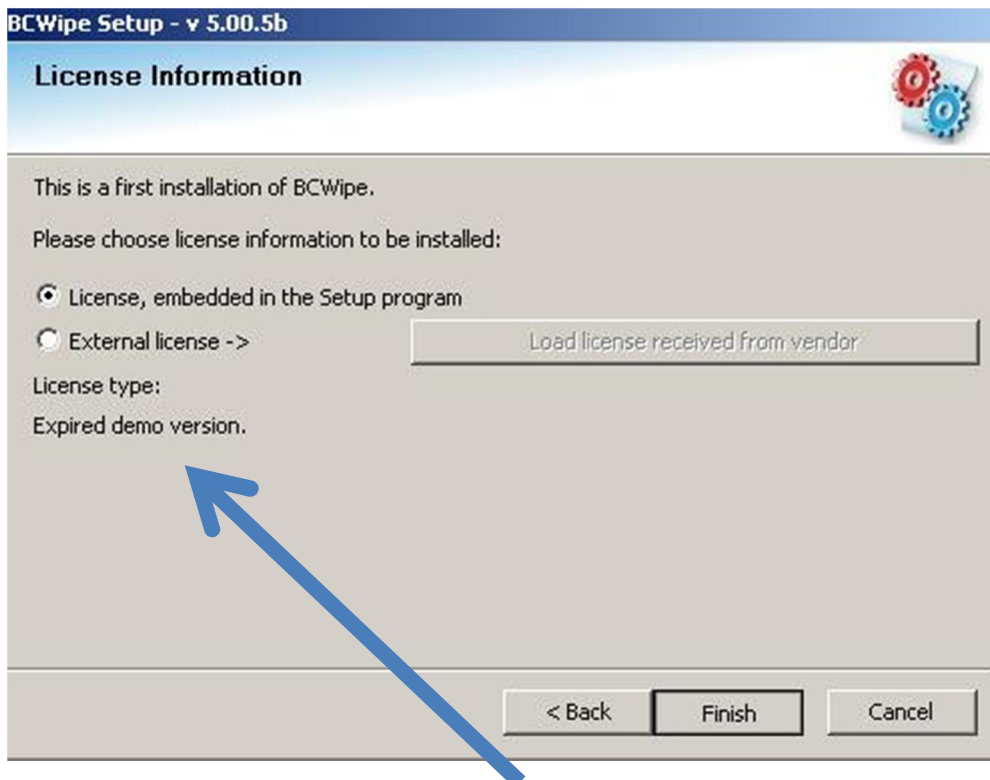 BCWipe Setup - v 5.00.5b
License Information
This is a first installation of BCWipe.
Please choose license information to be installed:
License, embedded in the Setup program
External license -> Load license received from vendor
License type:
Expired demo version.
< Back Finish Cancel